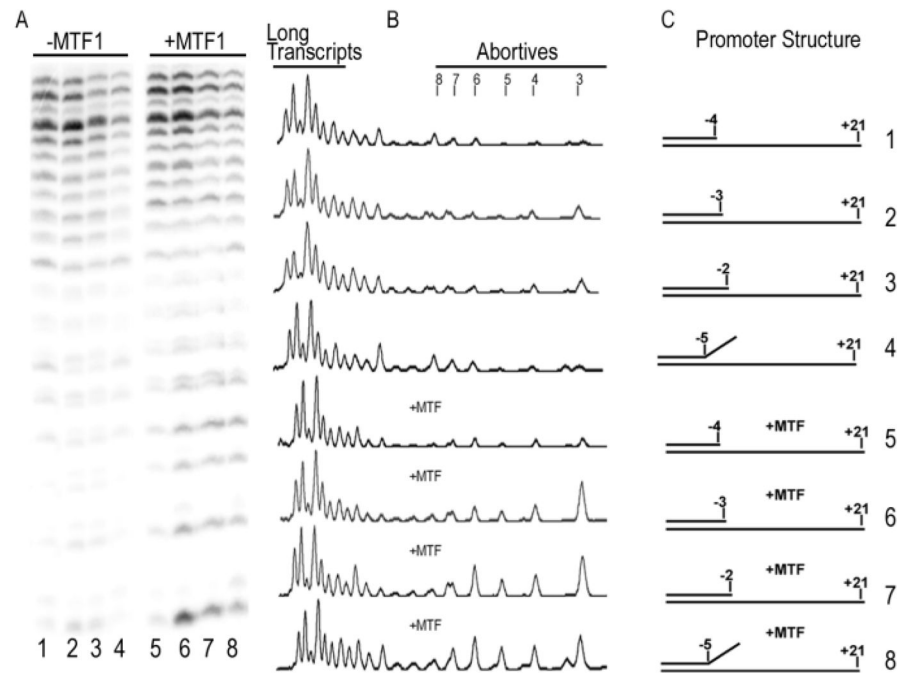 A
-MTF1 +MTF1
1 2 3 4 5 6 7 8
Long
Transcripts
B
Abortives
8 7 6 5 4 3
+MTF
+MTF
+MTF
+MTF
C
Promoter Structure
-4 +21 1
-3 +21 2
-2 +21 3
-5 +21 4
-4 +MTF +21 5
-3 +MTF +21 6
-2 +MTF +21 7
-5 +MTF +21 8